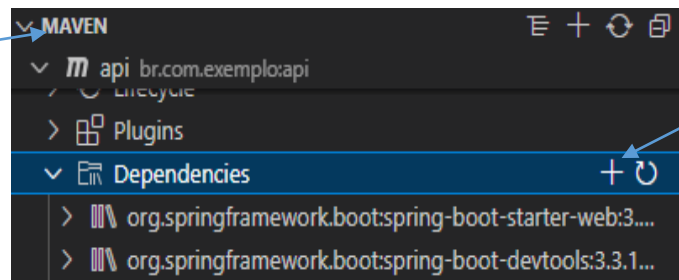 MAVEN
m api br.com.exemplo:api
Lifecycle
Plugins
Dependencies
org.springframework.boot:spring-boot-starter-web:3....
org.springframework.boot:spring-boot-devtools:3.3.1...